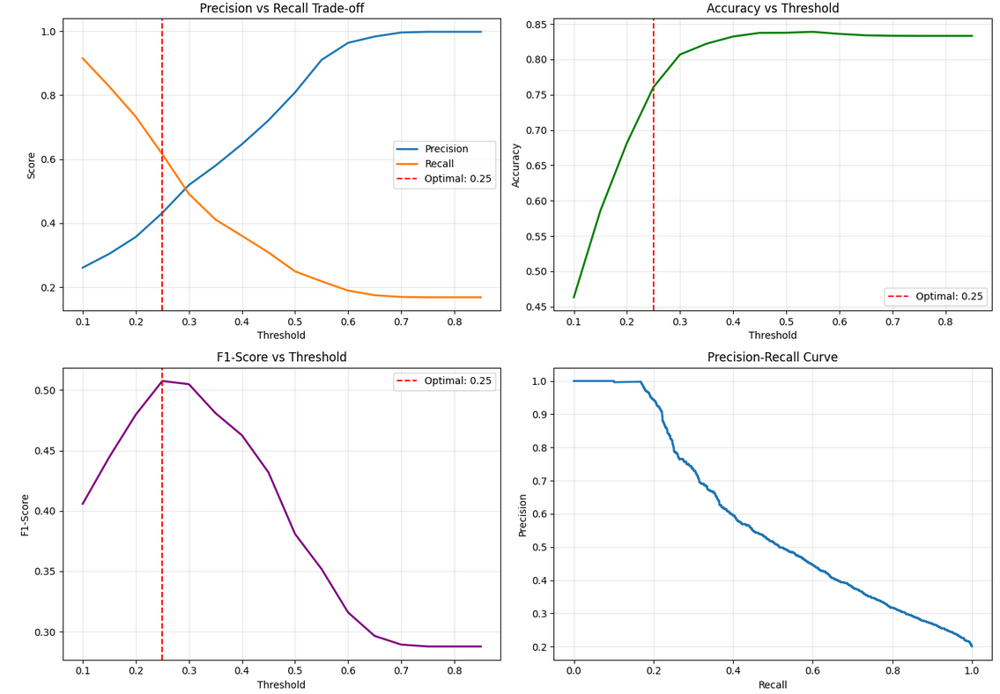 Precision vs Recall Trade-off
1.0
0.8
0.6
0.4
0.2
Score
0.1 0.2 0.3 0.4 0.5 0.6 0.7 0.8
Threshold
Precision
Recall
Optimal: 0.25
Accuracy vs Threshold
0.85
0.80
0.75
0.70
0.65
0.60
0.55
0.50
0.45
Accuracy
0.1 0.2 0.3 0.4 0.5 0.6 0.7 0.8
Threshold
Optimal: 0.25
F1-Score vs Threshold
0.50
0.45
0.40
0.35
0.30
F1-Score
0.1 0.2 0.3 0.4 0.5 0.6 0.7 0.8
Threshold
Optimal: 0.25
Precision-Recall Curve
1.0
0.9
0.8
0.7
0.6
0.5
0.4
0.3
0.2
Precision
0.0 0.2 0.4 0.6 0.8 1.0
Recall